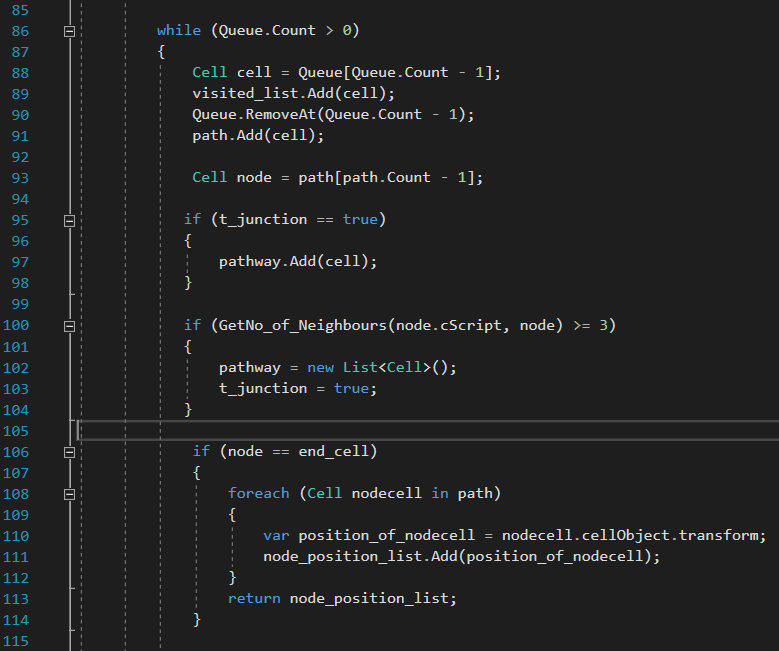 85
86 while (Queue.Count > 0)
87 {
88 Cell cell = Queue[Queue.Count - 1];
89 visited_list.Add(cell);
90 Queue.RemoveAt(Queue.Count - 1);
91 path.Add(cell);
92
93 Cell node = path[path.Count - 1];
94
95 if (t_junction == true)
96 {
97 pathway.Add(cell);
98 }
99
100 if (GetNo_of_Neighbours(node.cScript, node) >= 3)
101 {
102 pathway = new List<Cell>();
103 t_junction = true;
104 }
105
106 if (node == end_cell)
107 {
108 foreach (Cell nodecell in path)
109 {
110 var position_of_nodecell = nodecell.cellObject.transform;
111 node_position_list.Add(position_of_nodecell);
112 }
113 return node_position_list;
114 }
115